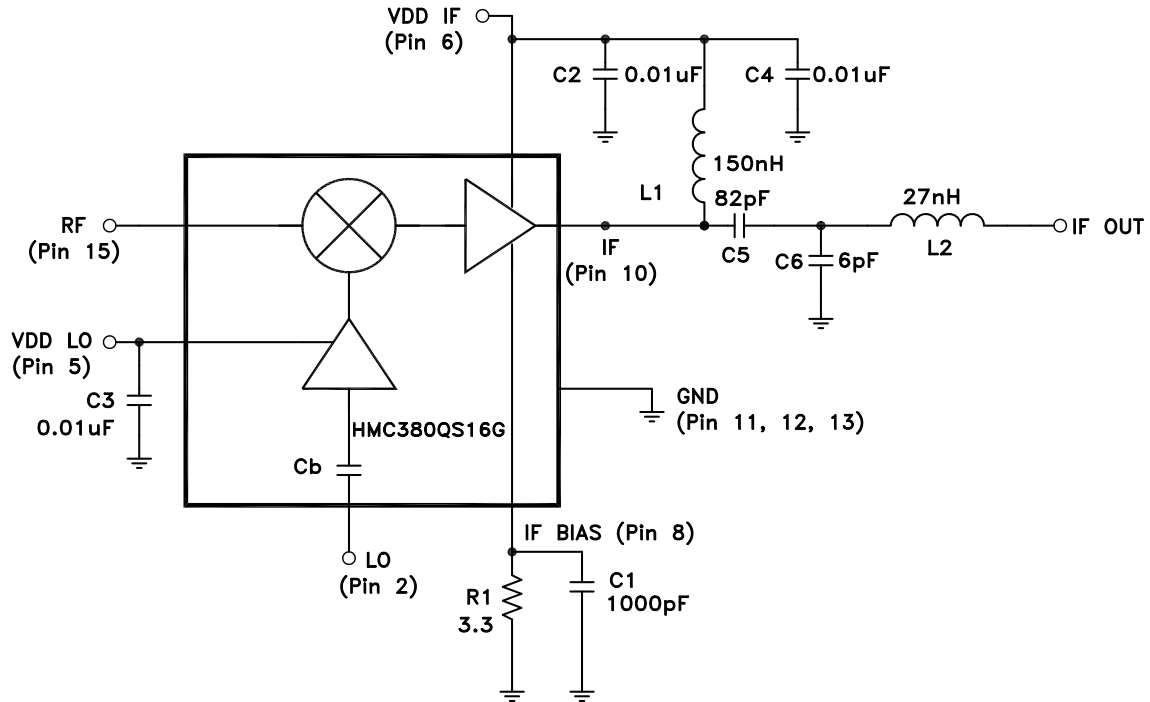 VDD IF
(Pin 6)
C2
0.01uF
C4
0.01uF
150nH
L1
82pF
27nH
RF
(Pin 15)
IF
(Pin 10)
C5
C6
6pF
L2
IF OUT
VDD LO
(Pin 5)
C3
0.01uF
GND
(Pin 11, 12, 13)
HMC380QS16G
Cb
IF BIAS (Pin 8)
LO
(Pin 2)
R1
3.3
C1
1000pF